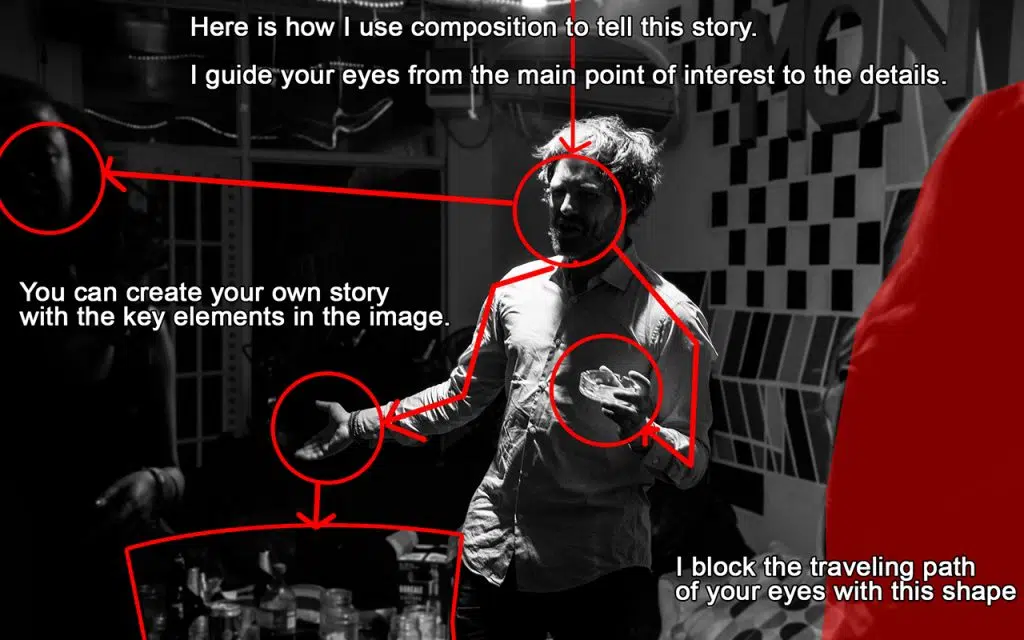 Here is how I use composition to tell this story.
I guide your eyes from the main point of interest to the details.
MON
You can create your own story
with the key elements in the image.
I block the traveling path
of your eyes with this shape